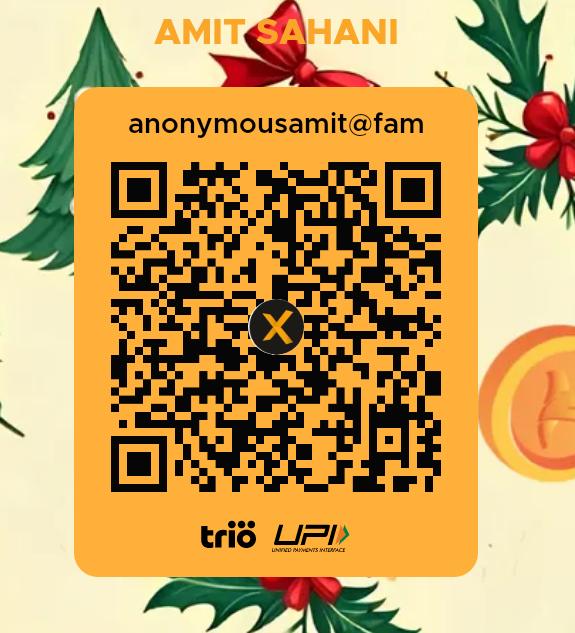 AMIT SAHANI
anonymousamit@fam
X
trio UPI
UNIFIED PAYMENTS INTERFACE